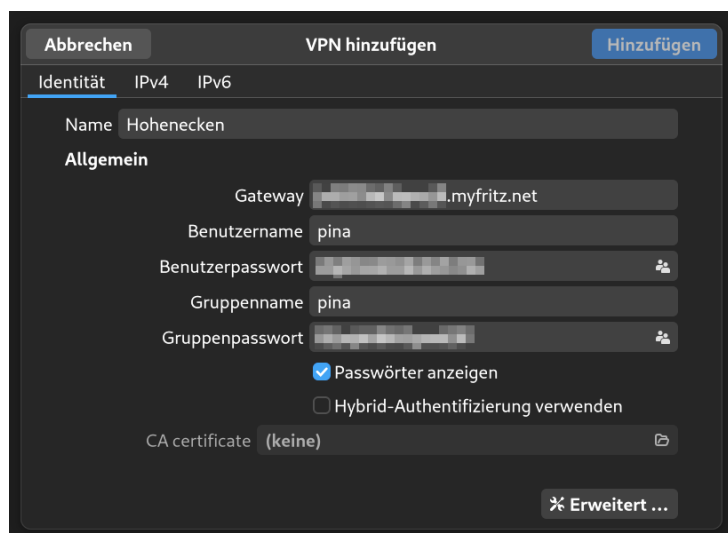 Abbrechen VPN hinzufügen Hinzufügen
Identität IPv4 IPv6
Name Hohenecken
Allgemein
Gateway .myfritz.net
Benutzername pina
Benutzerpasswort
Gruppenname pina
Gruppenpasswort
Passwörter anzeigen
Hybrid-Authentifizierung verwenden
CA certificate (keine)
Erweitert ...